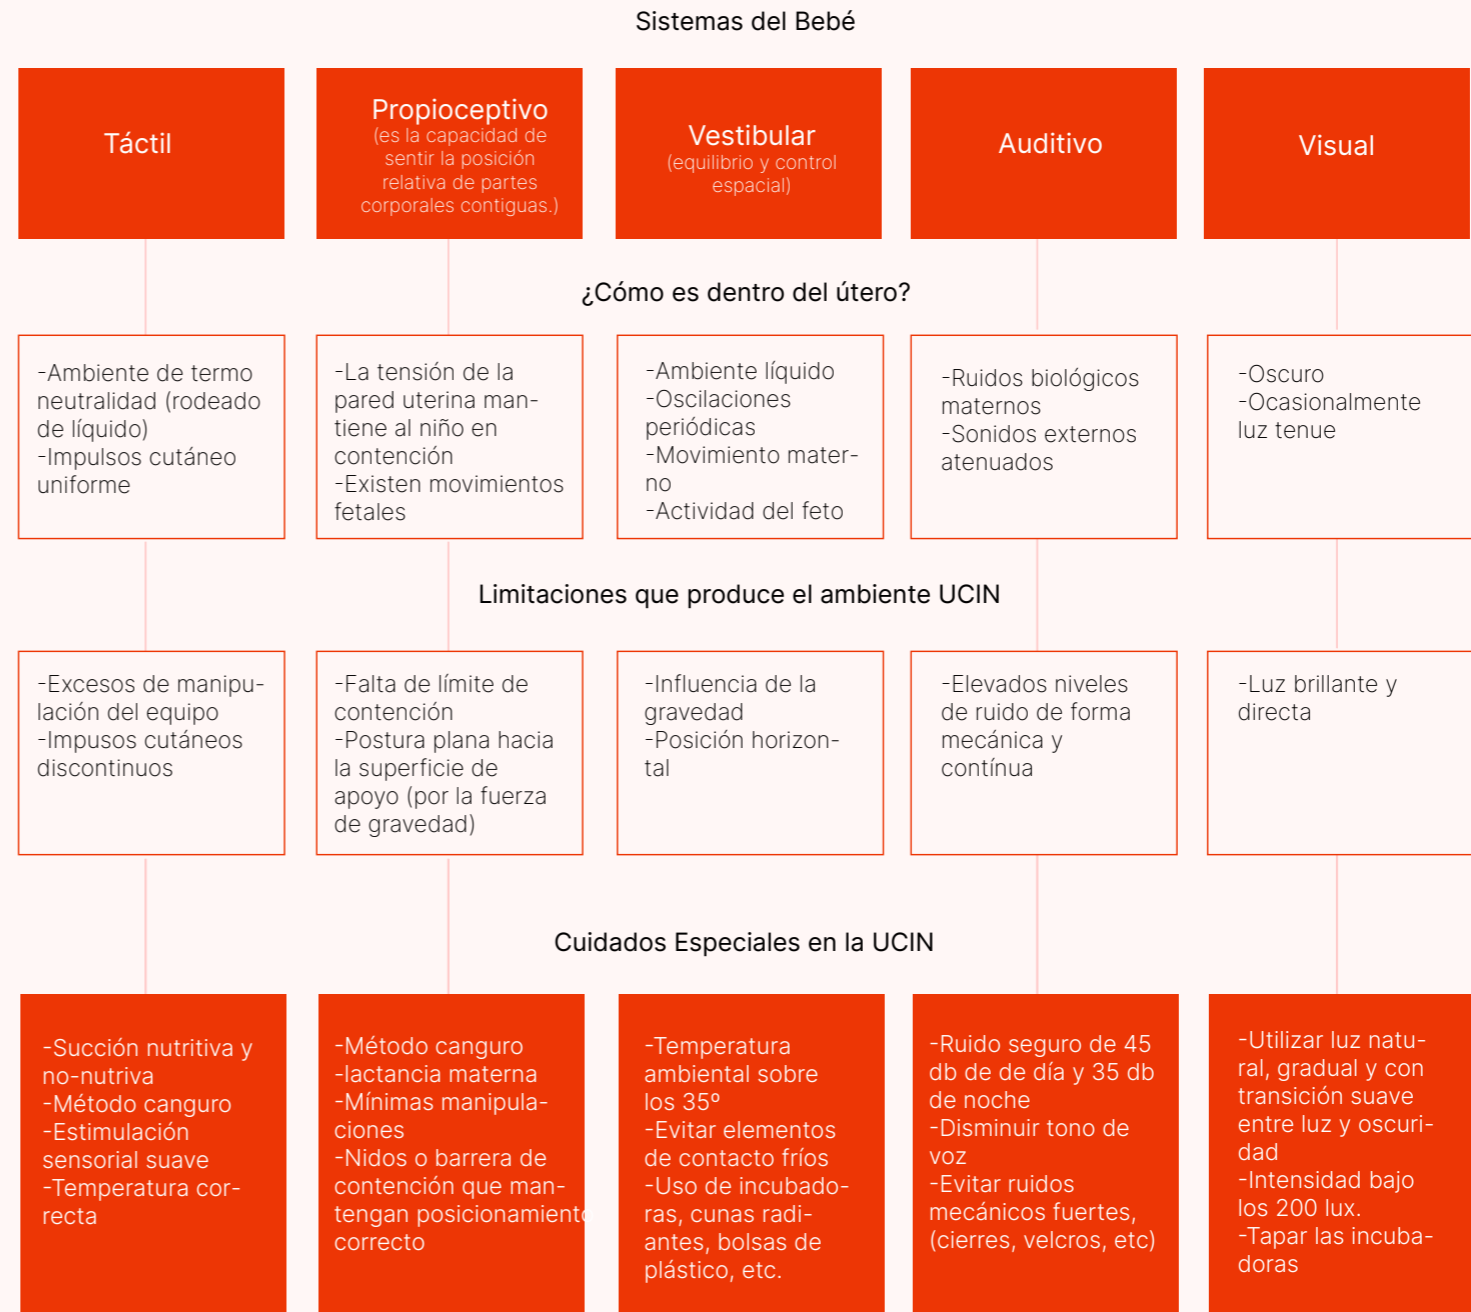 Sistemas del Bebé
Táctil
Propioceptivo
(es la capacidad de
sentir la posición
relativa de partes
corporales contiguas.)
Vestibular
(equilibrio y control
espacial)
Auditivo
Visual
¿Cómo es dentro del útero?
-Ambiente de termo
neutralidad (rodeado
de líquido)
-Impulsos cutáneo
uniforme
-La tensión de la
pared uterina man-
tiene al niño en
contención
-Existen movimientos
fetales
-Ambiente líquido
-Oscilaciones
periódicas
-Movimiento mater-
no
-Actividad del feto
-Ruidos biológicos
maternos
-Sonidos externos
atenuados
-Oscuro
-Ocasionalmente
luz tenue
Limitaciones que produce el ambiente UCIN
-Excesos de manipu-
lación del equipo
-Impusos cutáneos
discontinuos
-Falta de límite de
contención
-Postura plana hacia
la superficie de
apoyo (por la fuerza
de gravedad)
-Influencia de la
gravedad
-Posición horizon-
tal
-Elevados niveles
de ruido de forma
mecánica y
contínua
-Luz brillante y
directa
Cuidados Especiales en la UCIN
-Succión nutritiva y
no-nutriva
-Método canguro
-Estimulación
sensorial suave
-Temperatura cor-
recta
-Método canguro
-lactancia materna
-Mínimas manipula-
ciones
-Nidos o barrera de
contención que man-
tengan posicionamiento
correcto
-Temperatura
ambiental sobre
los 35º
-Evitar elementos
de contacto fríos
-Uso de incubado-
ras, cunas radi-
antes, bolsas de
plástico, etc.
-Ruido seguro de 45
db de de día y 35 db
de noche
-Disminuir tono de
voz
-Evitar ruidos
mecánicos fuertes,
(cierres, velcros, etc)
-Utilizar luz natu-
ral, gradual y con
transición suave
entre luz y oscuri-
dad
-Intensidad bajo
los 200 lux.
-Tapar las incuba-
doras